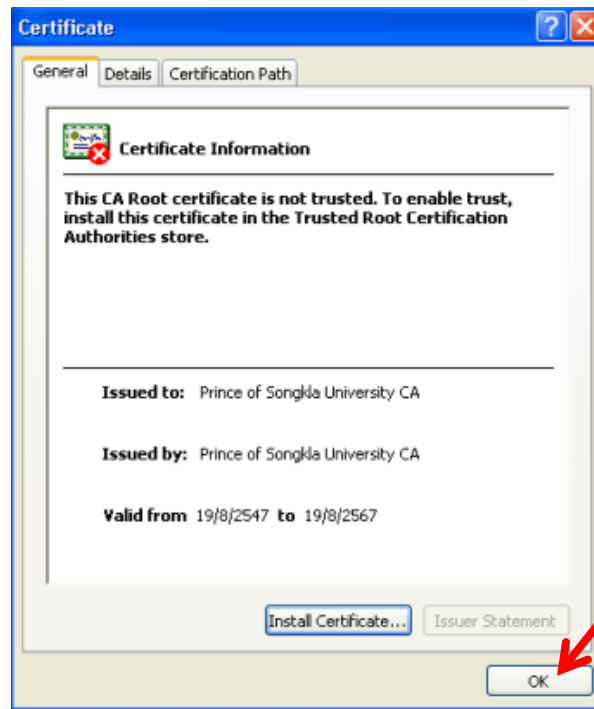 Certificate
General Details Certification Path
Certificate Information
This CA Root certificate is not trusted. To enable trust,
install this certificate in the Trusted Root Certification
Authorities store.
Issued to: Prince of Songkla University CA
Issued by: Prince of Songkla University CA
Valid from 19/8/2547 to 19/8/2567
Install Certificate... Issuer Statement
OK